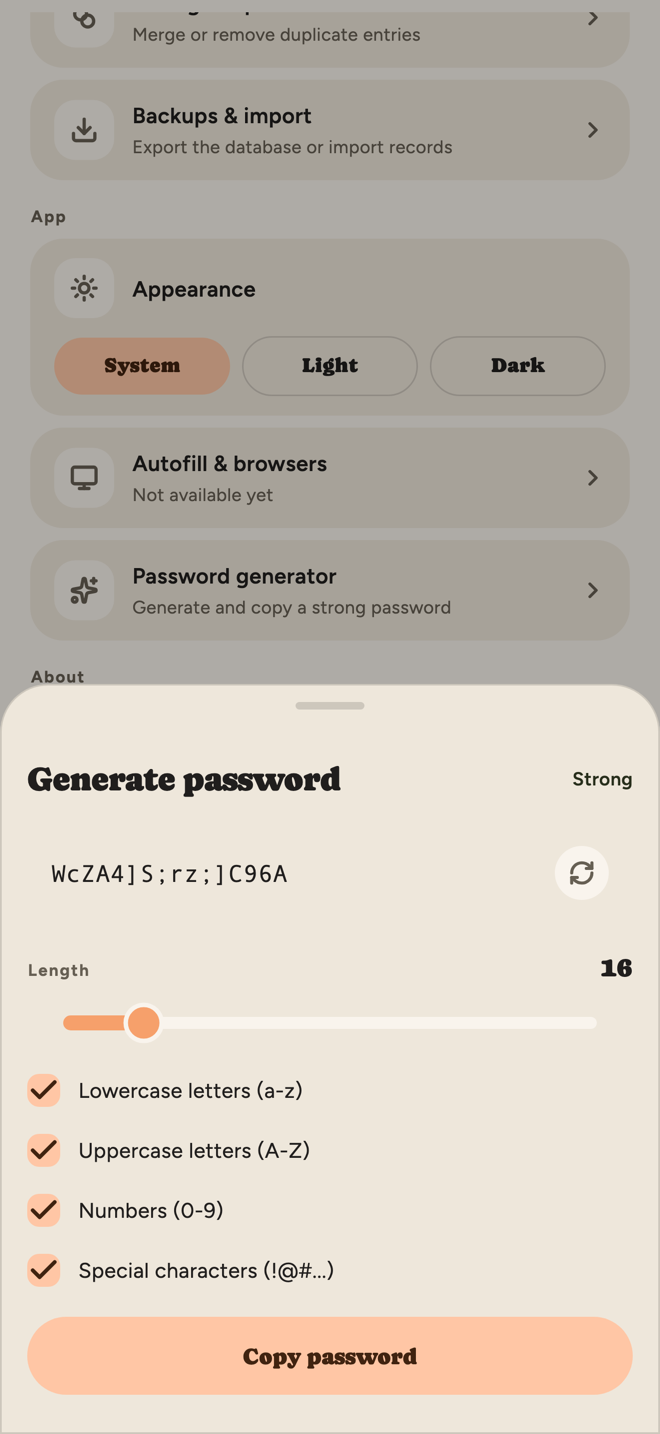 Merge or remove duplicate entries
Backups & import
Export the database or import records
App
Appearance
System
Light
Dark
Autofill & browsers
Not available yet
Password generator
Generate and copy a strong password
About
Generate password
Strong
WcZA4]S;rz;]C96A
Length
16
Lowercase letters (a-z)
Uppercase letters (A-Z)
Numbers (0-9)
Special characters (!@#...)
Copy password